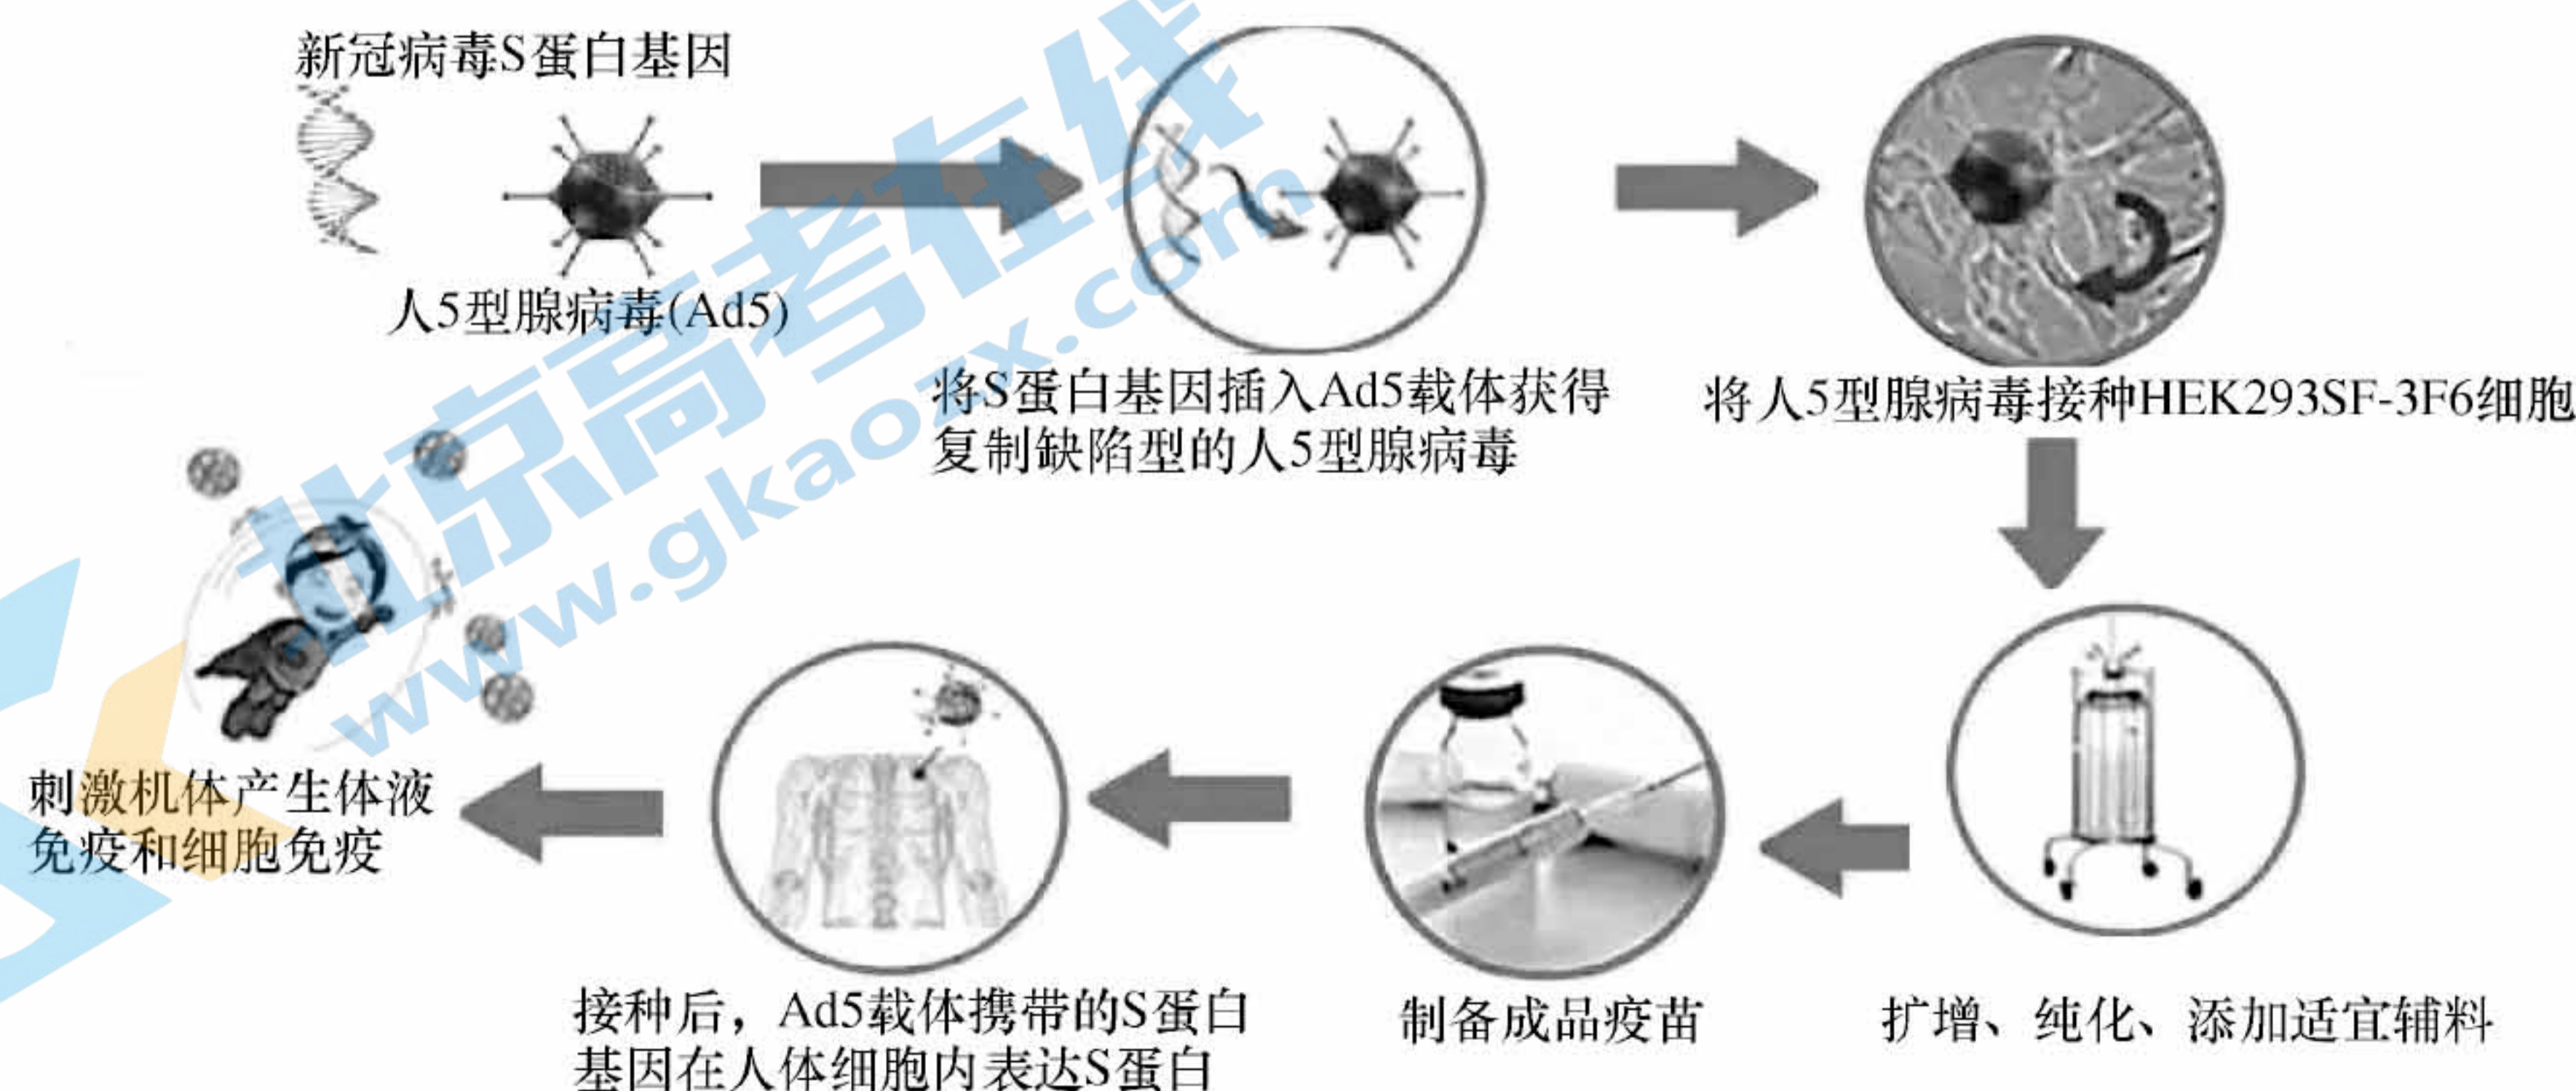 新冠病毒S蛋白基因
人5型腺病毒(Ad5)
将S蛋白基因插入Ad5载体获得
复制缺陷型的人5型腺病毒
将人5型腺病毒接种HEK293SF-3F6细胞
扩增、纯化、添加适宜辅料
制备成品疫苗
接种后，Ad5载体携带的S蛋白
基因在人体细胞内表达S蛋白
刺激机体产生体液
免疫和细胞免疫
北京高考在线
www.gkaozx.com